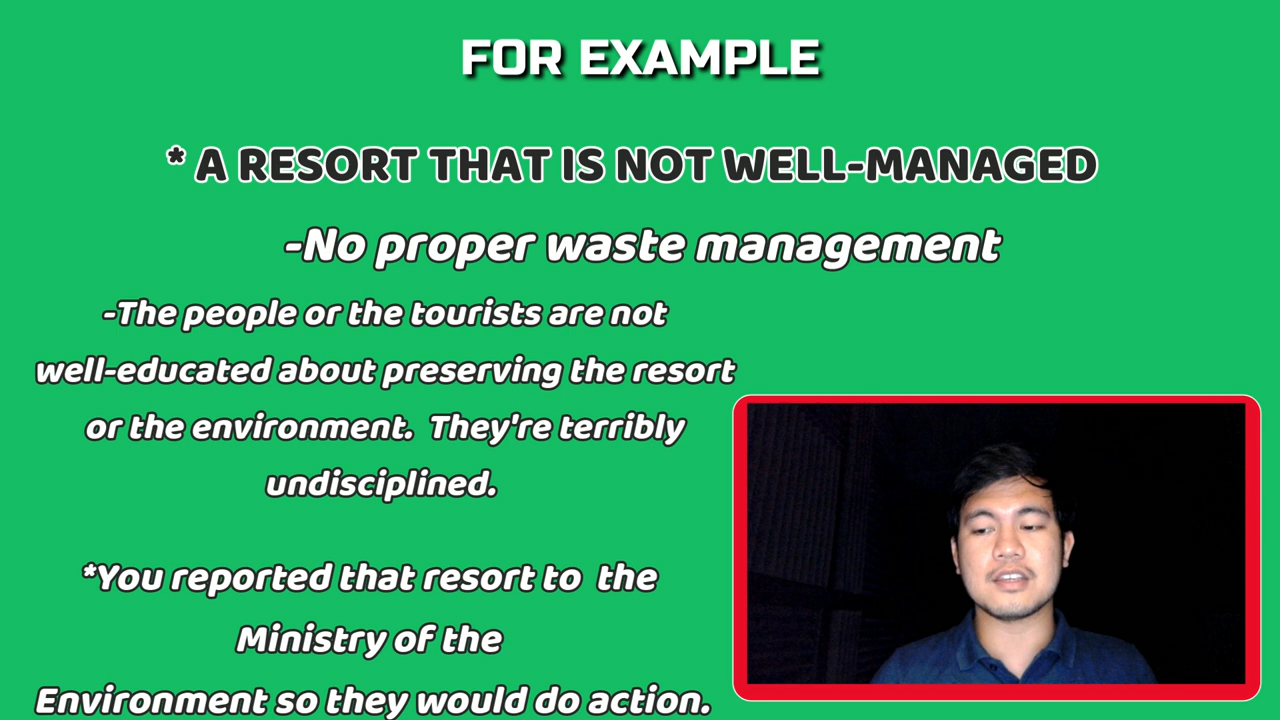 FOR EXAMPLE
* A RESORT THAT IS NOT WELL-MANAGED
-No proper waste management
-The people or the tourists are not
well-educated about preserving the resort
or the environment. They're terribly
undisciplined.
*You reported that resort to the
Ministry of the
Environment so they would do action.